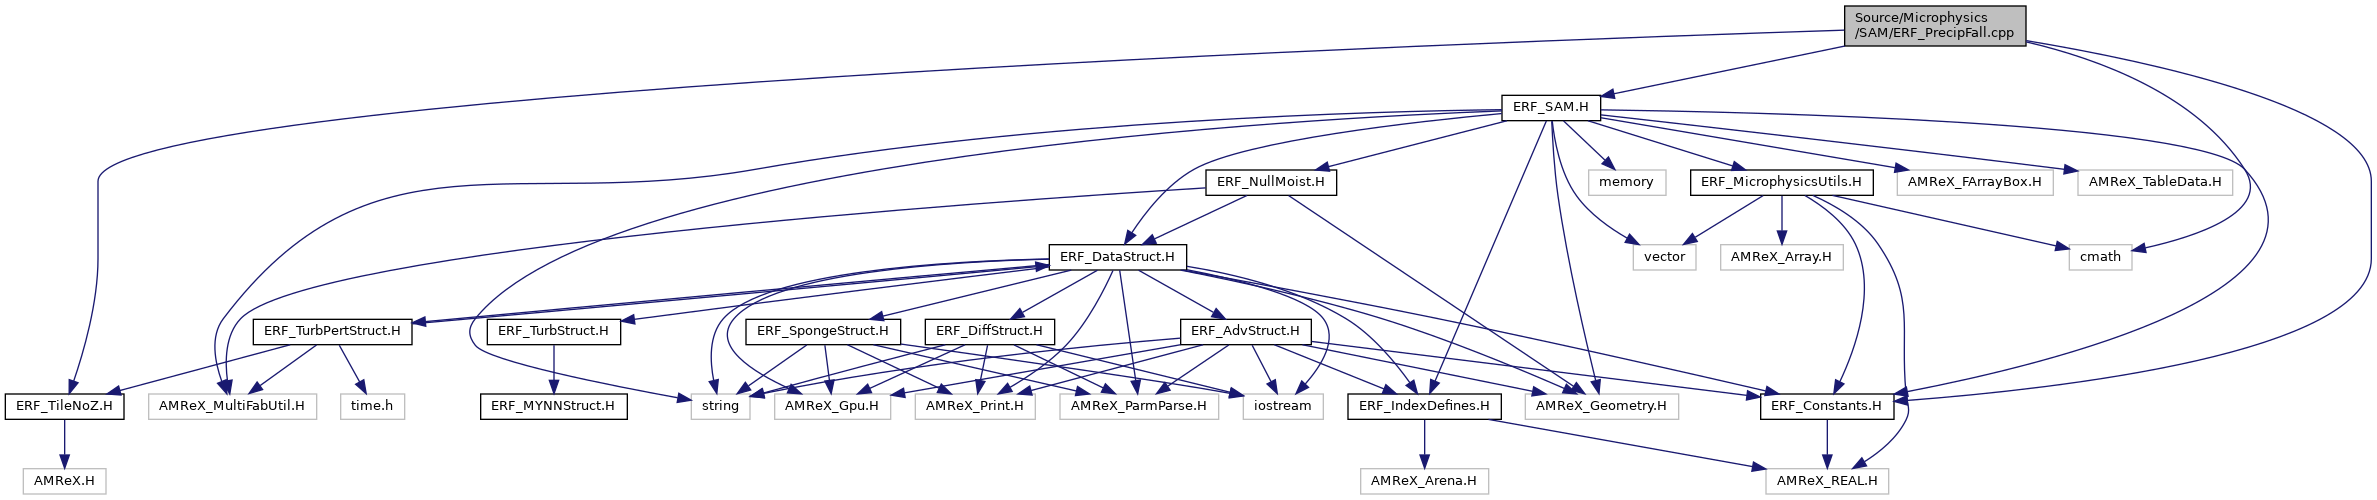 Source/Microphysics
/SAM/ERF_PrecipFall.cpp
ERF_SAM.H
ERF_NullMoist.H
memory
ERF_MicrophysicsUtils.H
AMReX_FArrayBox.H
AMReX_TableData.H
ERF_DataStruct.H
vector
AMReX_Array.H
cmath
ERF_TurbPertStruct.H
ERF_TurbStruct.H
ERF_SpongeStruct.H
ERF_DiffStruct.H
ERF_AdvStruct.H
ERF_TileNoZ.H
AMReX_MultiFabUtil.H
time.h
ERF_MYNNStruct.H
string
AMReX_Gpu.H
AMReX_Print.H
AMReX_ParmParse.H
iostream
ERF_IndexDefines.H
AMReX_Geometry.H
ERF_Constants.H
AMReX.H
AMReX_Arena.H
AMReX_REAL.H